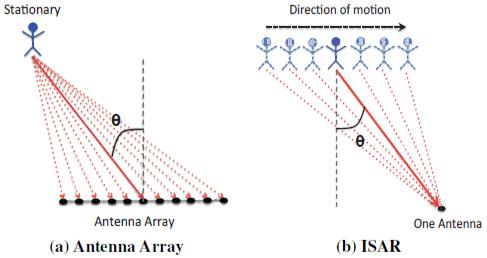 Stationary
θ
Antenna Array
(a) Antenna Array
Direction of motion
θ
One Antenna
(b) ISAR